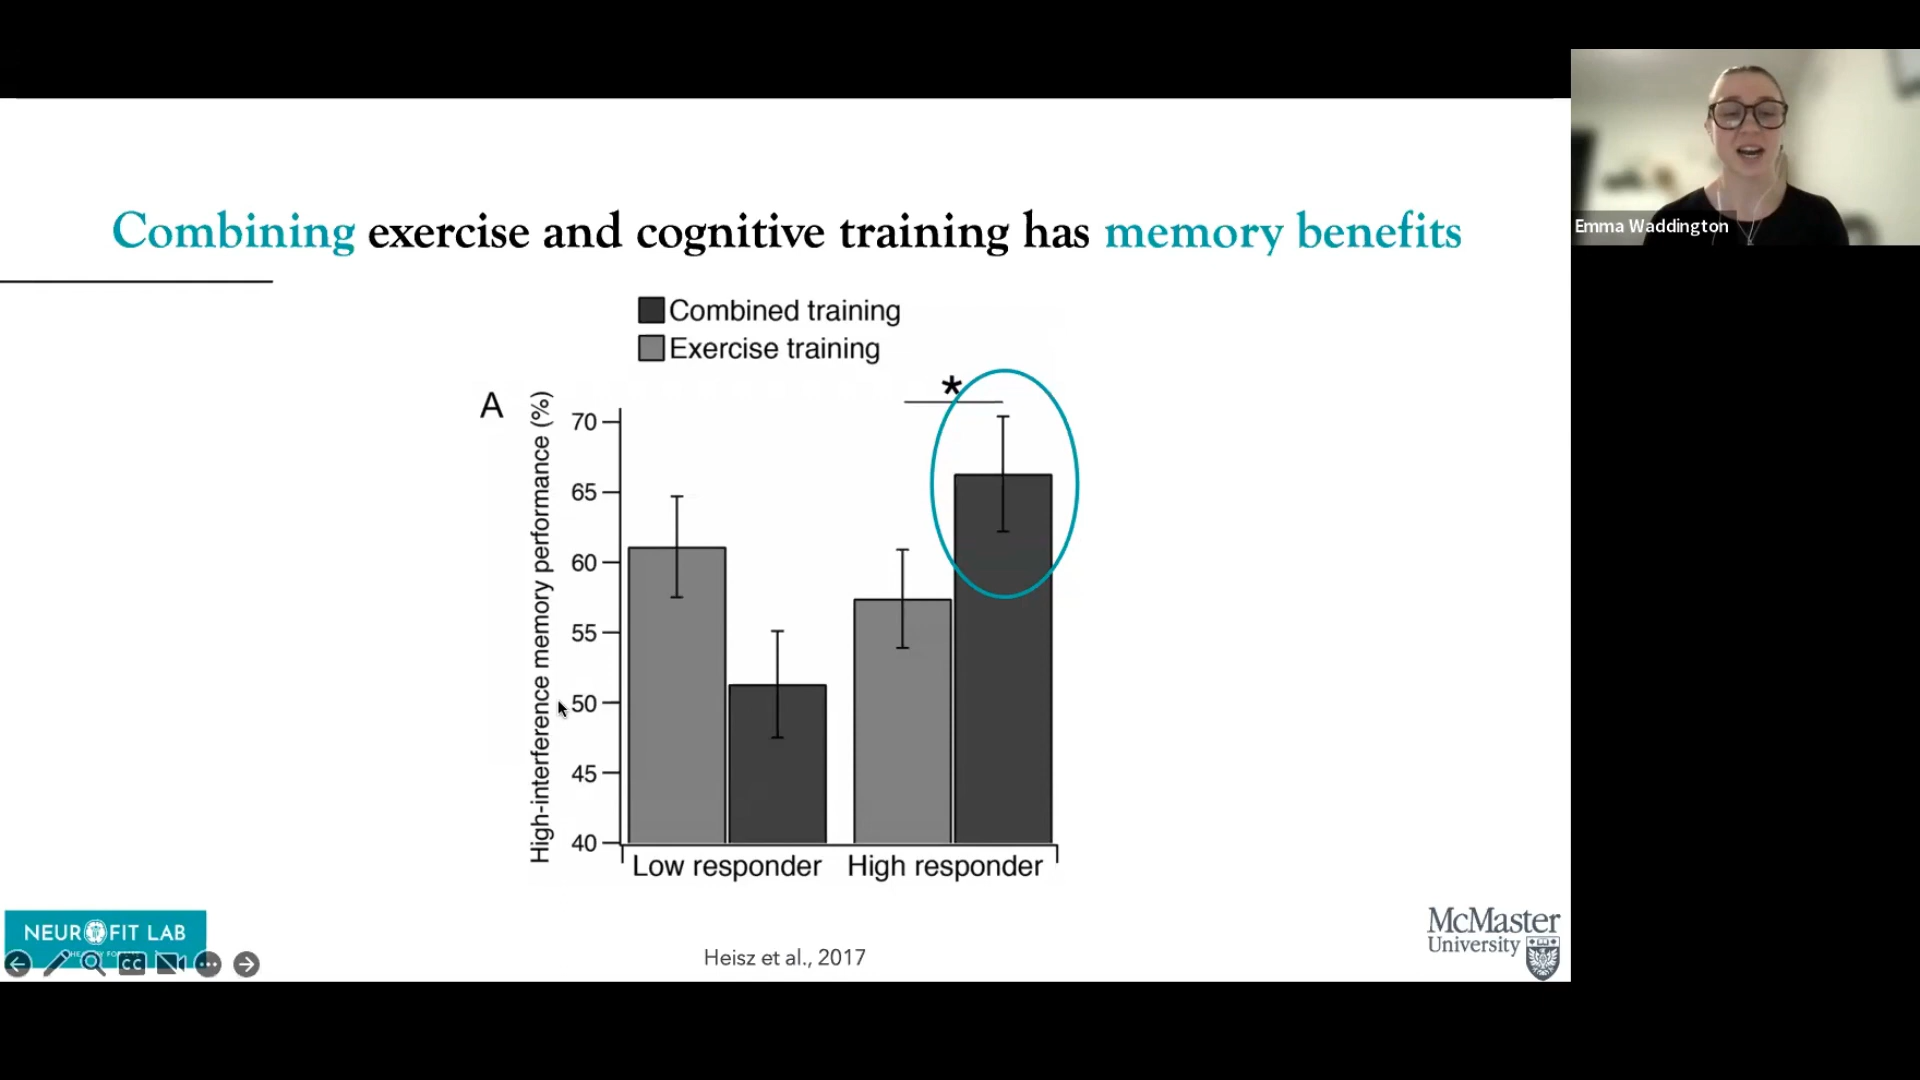 Combining exercise and cognitive training has memory benefits
Combined training
Exercise training
A
*
High-interference memory performance (%)
70
65
60
55
50
45
40
Low responder
High responder
Heisz et al., 2017
NEUROFIT LAB
CC
McMaster
University
Emma Waddington